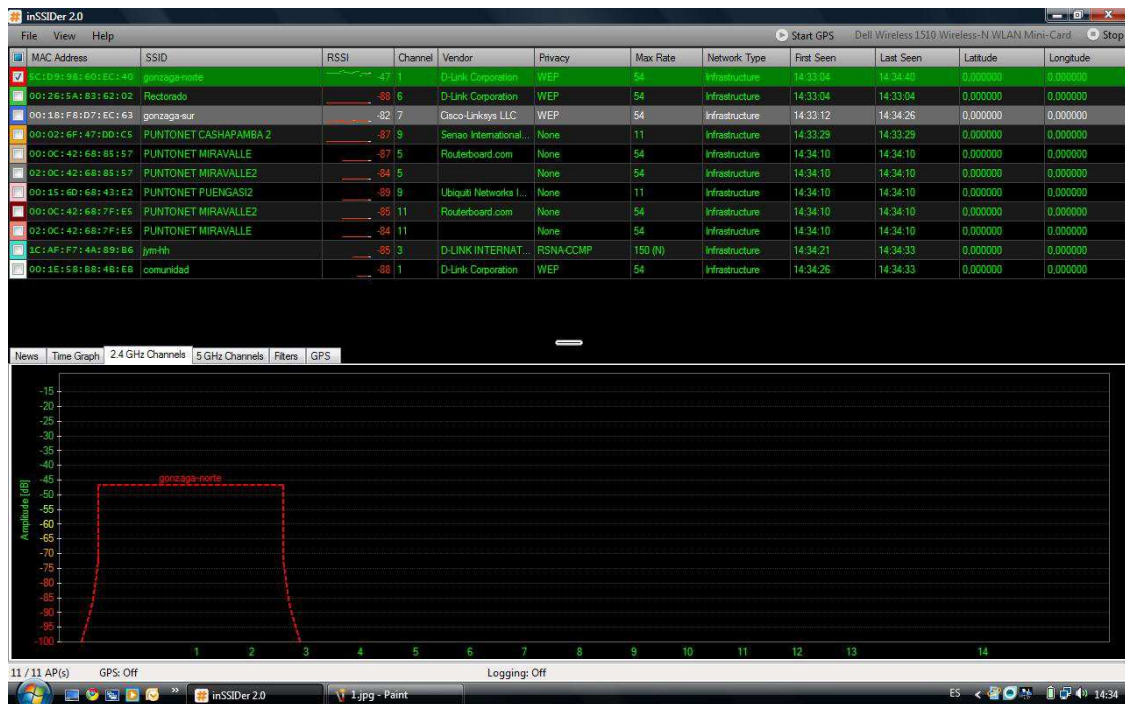 inSSIDer 2.0
File View Help Start GPS Dell Wireless 1510 Wireless-N WLAN Mini-Card Stop
MAC Address SSID RSSI Channel Vendor Privacy Max Rate Network Type First Seen Last Seen Latitude Longitude
5C:D9:98:60:EC:40 gonzaga-norte -47 1 D-Link Corporation WEP 54 Infrastructure 14:33:04 14:34:40 0,000000 0,000000
00:26:5A:83:62:02 Rectorado -88 6 D-Link Corporation WEP 54 Infrastructure 14:33:04 14:33:04 0,000000 0,000000
00:18:F8:D7:EC:63 gonzaga-sur -82 7 Cisco-Linksys LLC WEP 54 Infrastructure 14:33:12 14:34:26 0,000000 0,000000
00:02:6F:47:DD:C5 PUNTONET CASHAPAMBA 2 -87 9 Senao International... None 11 Infrastructure 14:33:29 14:33:29 0,000000 0,000000
00:0C:42:68:85:57 PUNTONET MIRAVALLE -87 5 Routerboard.com None 54 Infrastructure 14:34:10 14:34:10 0,000000 0,000000
02:0C:42:68:85:57 PUNTONET MIRAVALLE2 -84 5 None 54 Infrastructure 14:34:10 14:34:10 0,000000 0,000000
00:15:6D:68:43:E2 PUNTONET PUENGASI2 -89 9 Ubiquiti Networks I... None 11 Infrastructure 14:34:10 14:34:10 0,000000 0,000000
00:0C:42:68:7F:E5 PUNTONET MIRAVALLE2 -85 11 Routerboard.com None 54 Infrastructure 14:34:10 14:34:10 0,000000 0,000000
02:0C:42:68:7F:E5 PUNTONET MIRAVALLE -84 11 None 54 Infrastructure 14:34:10 14:34:10 0,000000 0,000000
1C:AF:F7:4A:89:B6 jym-hh -85 3 D-LINK INTERNAT... RSNA-CCMP 150 (N) Infrastructure 14:34:21 14:34:33 0,000000 0,000000
00:1E:58:B8:4B:EB comunidad -88 1 D-Link Corporation WEP 54 Infrastructure 14:34:26 14:34:33 0,000000 0,000000
News Time Graph 2.4 GHz Channels 5 GHz Channels Filters GPS
Amplitude [dB]
-15
-20
-25
-30
-35
-40
-45
-50
-55
-60
-65
-70
-75
-80
-85
-90
-95
-100
gonzaga-norte
1 2 3 4 5 6 7 8 9 10 11 12 13 14
11 / 11 AP(s) GPS: Off Logging: Off
inSSIDer 2.0 1.jpg - Paint ES 14:34